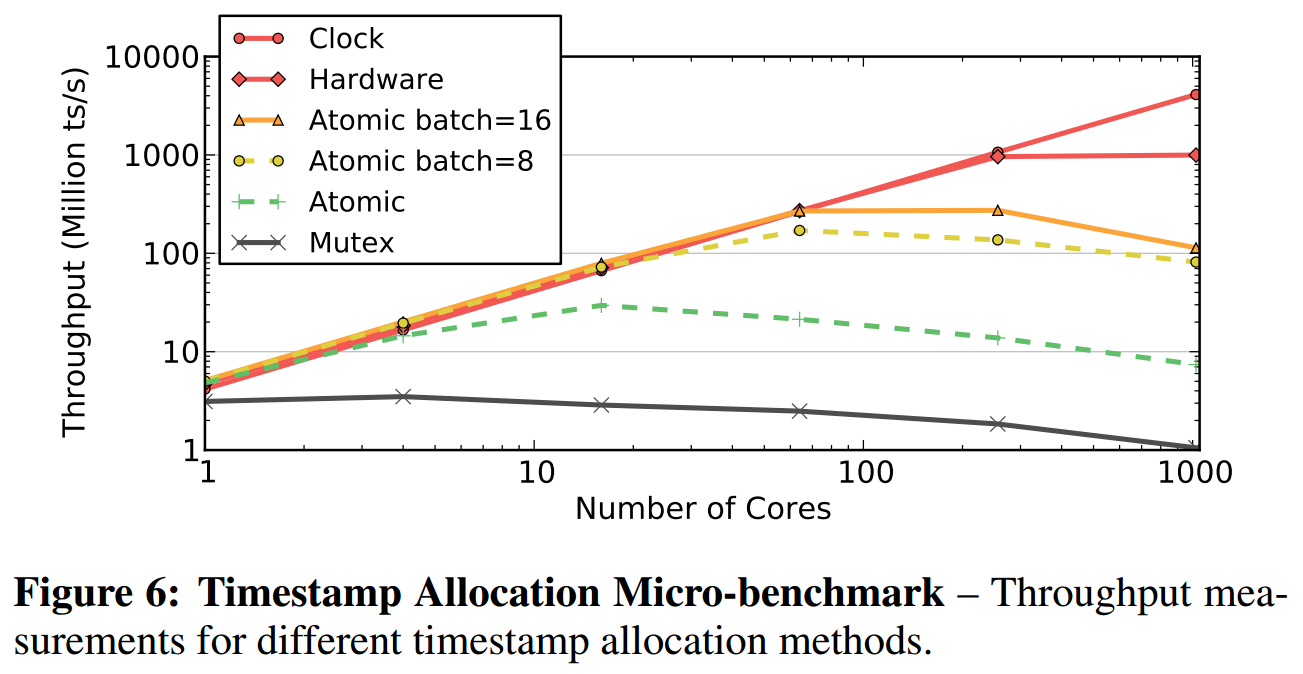 Clock
Hardware
Atomic batch=16
Atomic batch=8
Atomic
Mutex
Throughput (Million ts/s)
10000
1000
100
10
1
1 10 100 1000
Number of Cores
Figure 6: Timestamp Allocation Micro-benchmark – Throughput mea-
surements for different timestamp allocation methods.